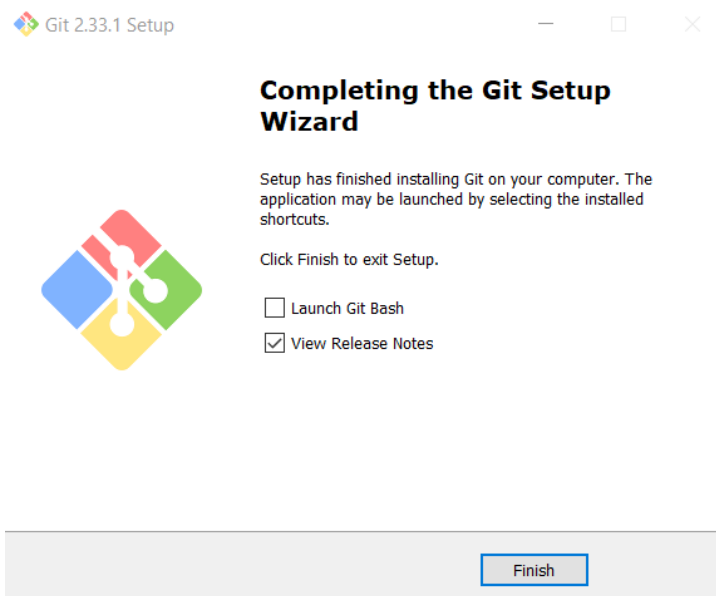 Git 2.33.1 Setup
Completing the Git Setup
Wizard
Setup has finished installing Git on your computer. The
application may be launched by selecting the installed
shortcuts.
Click Finish to exit Setup.
Launch Git Bash
View Release Notes
Finish